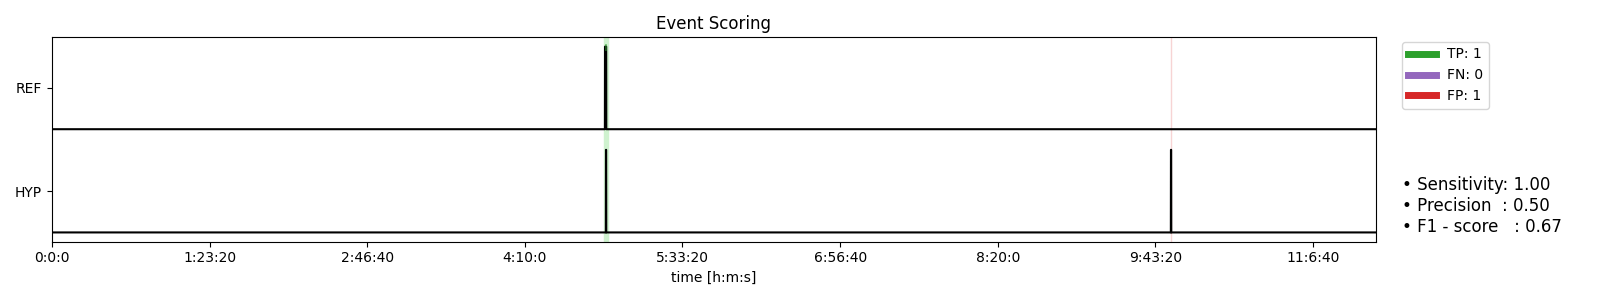 Event Scoring
REF
HYP
0:0:0
1:23:20
2:46:40
4:10:0
5:33:20
6:56:40
8:20:0
9:43:20
11:6:40
time [h:m:s]
TP: 1
FN: 0
FP: 1
• Sensitivity: 1.00
• Precision : 0.50
• F1 - score : 0.67